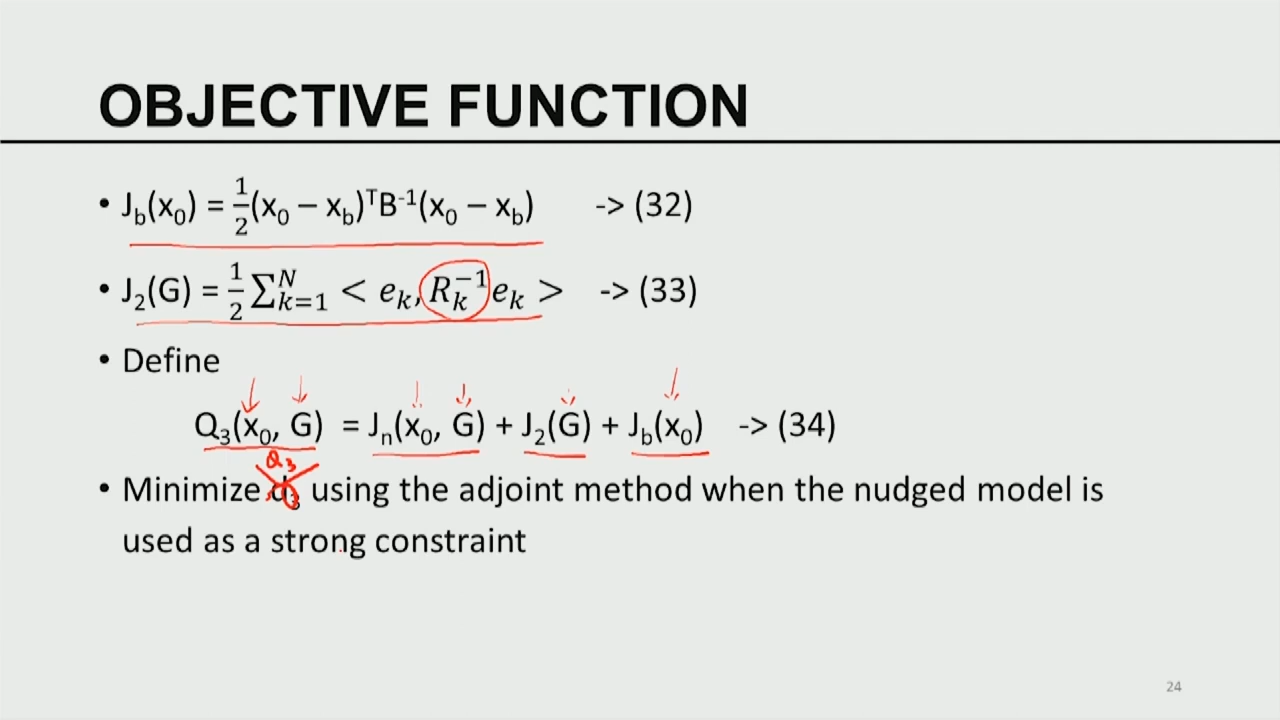 OBJECTIVE FUNCTION
• J_b(x_0) = 1/2 (x_0 – x_b)^T B^-1 (x_0 – x_b) -> (32)
• J_2(G) = 1/2 ∑_{k=1}^{N} < e_k, R_k^{−1} e_k > -> (33)
• Define
Q_3(x_0, G) = J_n(x_0, G) + J_2(G) + J_b(x_0) -> (34)
Q_3
• Minimize using the adjoint method when the nudged model is
used as a strong constraint
24